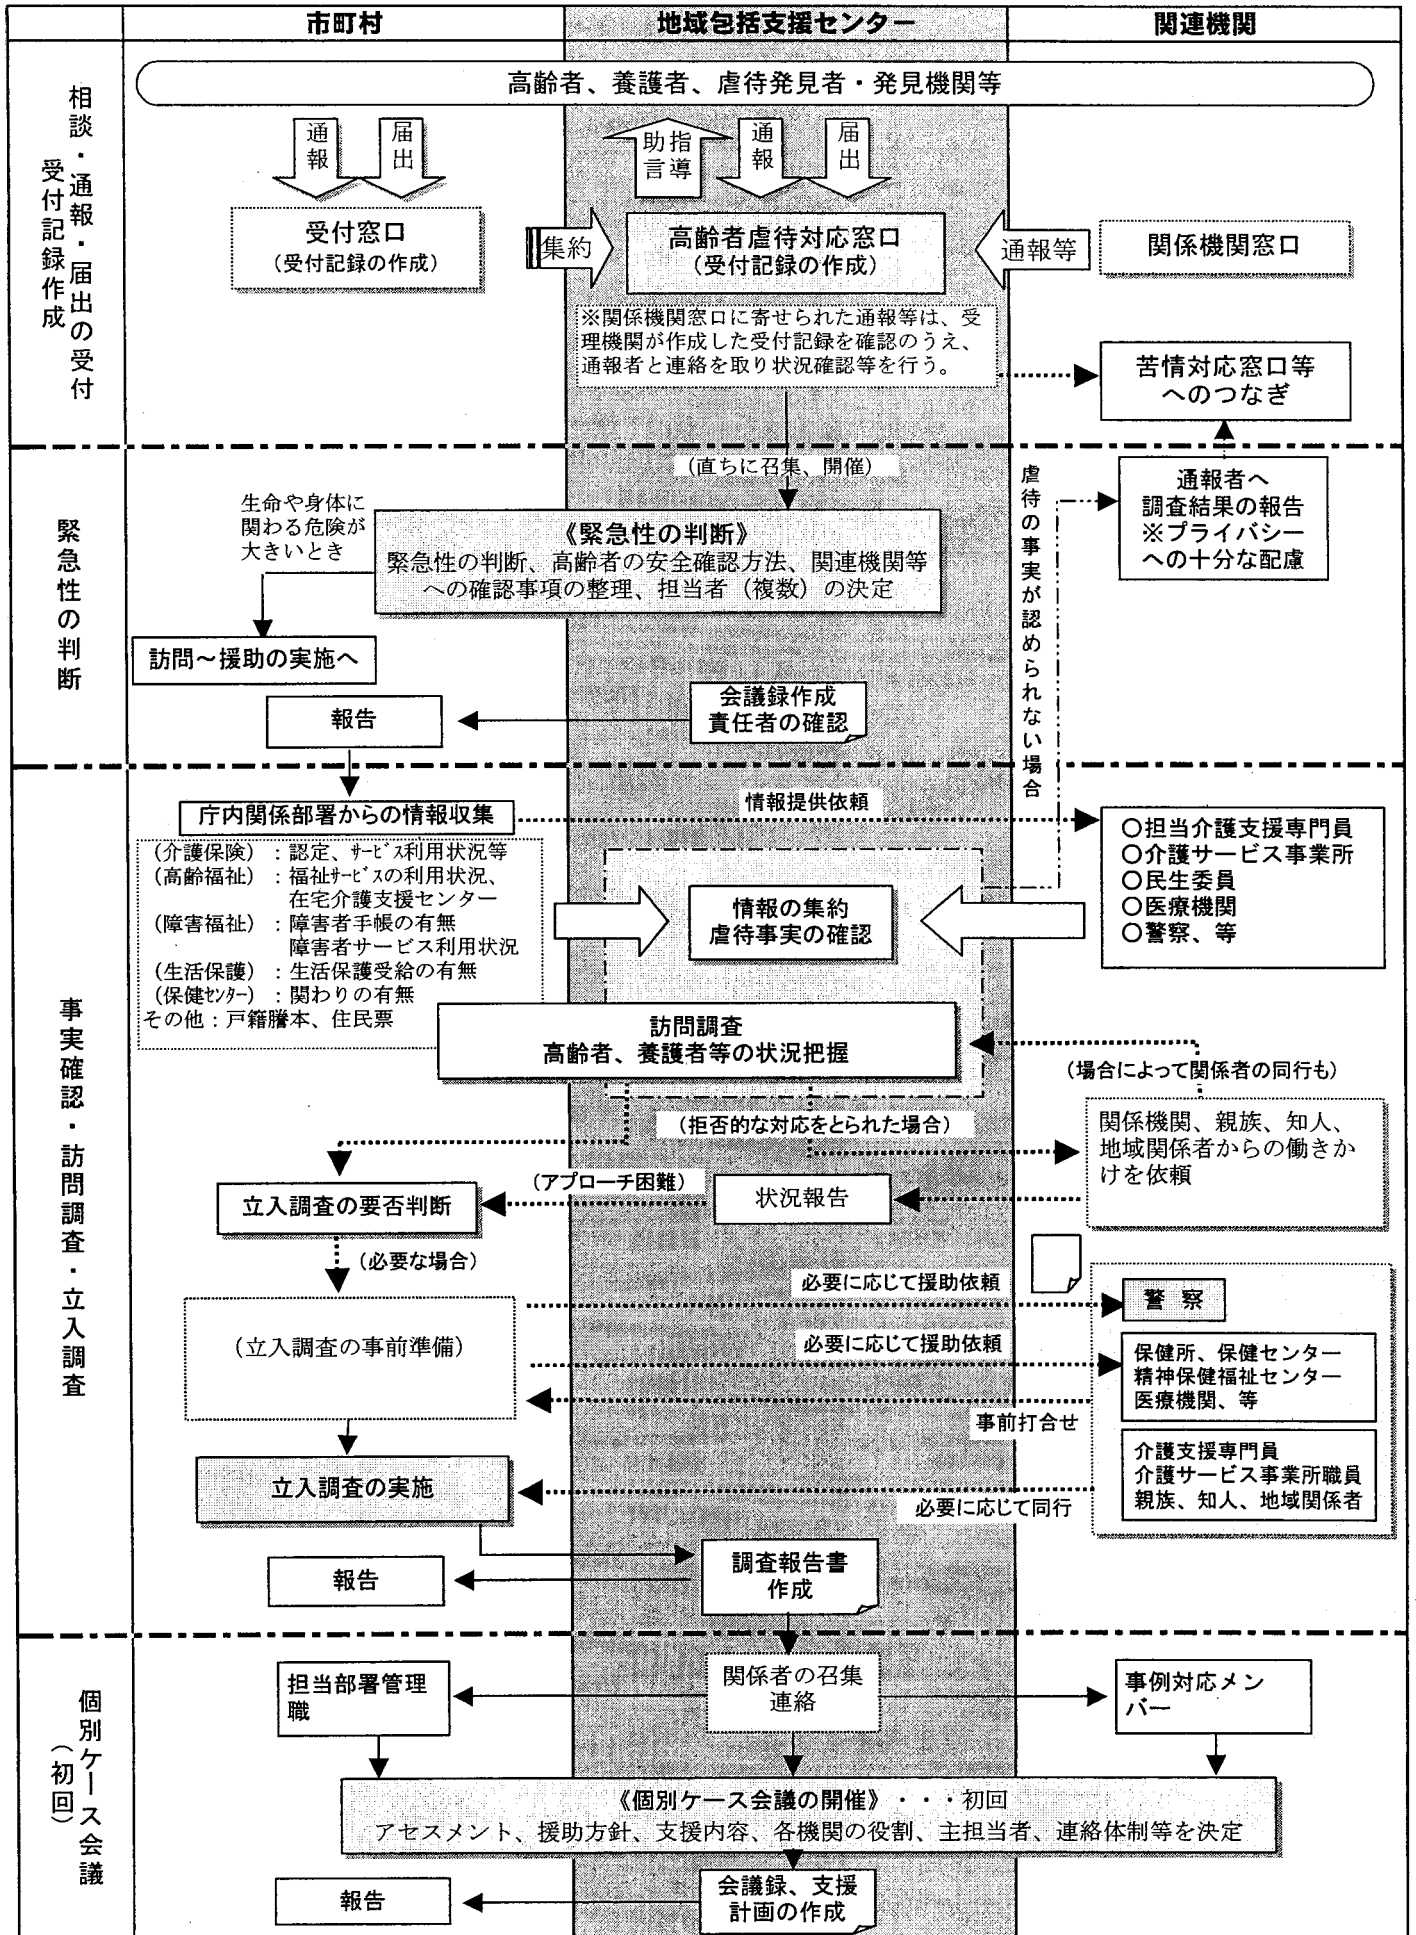 市町村
地域包括支援センター
関連機関
相談・通報・届出の受付
受付記録作成
高齢者、養護者、虐待発見者・発見機関等
通報
届出
助言
指導
通報
届出
受付窓口
(受付記録の作成)
集約
高齢者虐待対応窓口
(受付記録の作成)
通報等
関係機関窓口
※関係機関窓口に寄せられた通報等は、受
理機関が作成した受付記録を確認のうえ、
通報者と連絡を取り状況確認等を行う。
苦情対応窓口等
へのつなぎ
緊急性の判断
(直ちに召集、開催)
生命や身体に
関わる危険が
大きいとき
《緊急性の判断》
緊急性の判断、高齢者の安全確認方法、関連機関等
への確認事項の整理、担当者（複数）の決定
虐待の事実が認められない場合
通報者へ
調査結果の報告
※プライバシー
への十分な配慮
訪問～援助の実施へ
報告
会議録作成
責任者の確認
事実確認・訪問調査・立入調査
庁内関係部署からの情報収集
情報提供依頼
(介護保険）：認定、ｻｰﾋﾞｽ利用状況等
(高齢福祉）：福祉ｻｰﾋﾞｽの利用状況、
在宅介護支援センター
(障害福祉）：障害者手帳の有無
障害者サービス利用状況
(生活保護）：生活保護受給の有無
(保健ｾﾝﾀｰ）：関わりの有無
その他：戸籍謄本、住民票
情報の集約
虐待事実の確認
○担当介護支援専門員
○介護サービス事業所
○民生委員
○医療機関
○警察、等
訪問調査
高齢者、養護者等の状況把握
(場合によって関係者の同行も)
(拒否的な対応をとられた場合)
関係機関、親族、知人、
地域関係者からの働きか
けを依頼
(アプローチ困難)
立入調査の要否判断
状況報告
(必要な場合)
必要に応じて援助依頼
警 察
(立入調査の事前準備)
必要に応じて援助依頼
保健所、保健センター
精神保健福祉センター
医療機関、等
事前打合せ
介護支援専門員
介護サービス事業所職員
親族、知人、地域関係者
立入調査の実施
必要に応じて同行
報告
調査報告書
作成
個別ケース会議
（初回）
担当部署管理
職
関係者の召集
連絡
事例対応メン
バー
《個別ケース会議の開催》・・・初回
アセスメント、援助方針、支援内容、各機関の役割、主担当者、連絡体制等を決定
報告
会議録、支援
計画の作成